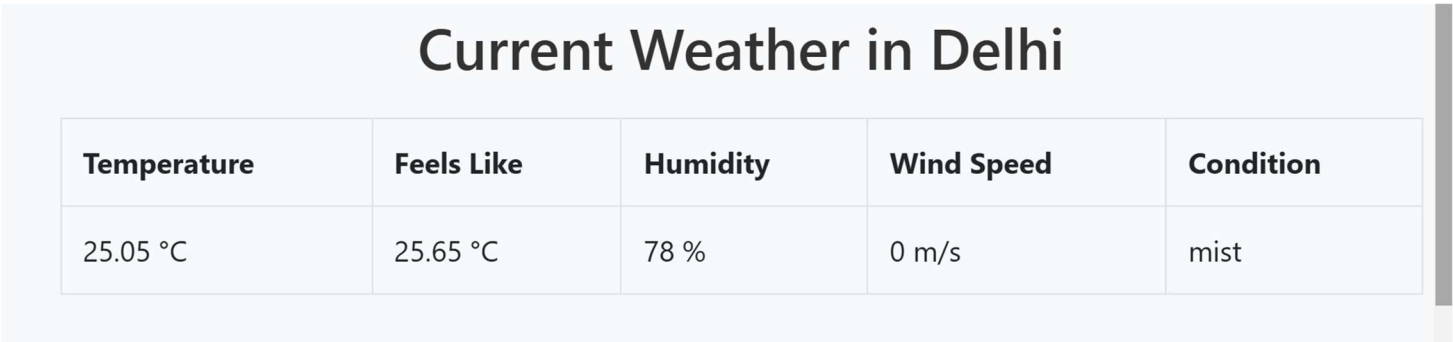 Current Weather in Delhi
Temperature Feels Like Humidity Wind Speed Condition
25.05 °C 25.65 °C 78 % 0 m/s mist